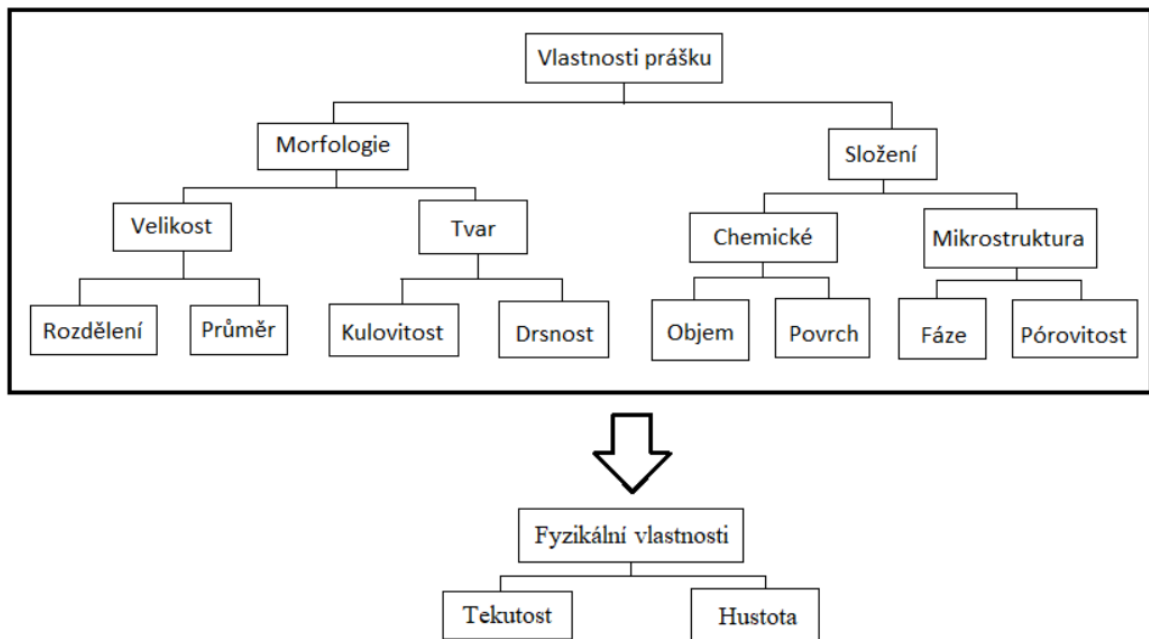 Vlastnosti prášku
Morfologie
Složení
Velikost
Tvar
Chemické
Mikrostruktura
Rozdělení
Průměr
Kulovitost
Drsnost
Objem
Povrch
Fáze
Pórovitost
Fyzikální vlastnosti
Tekutost
Hustota